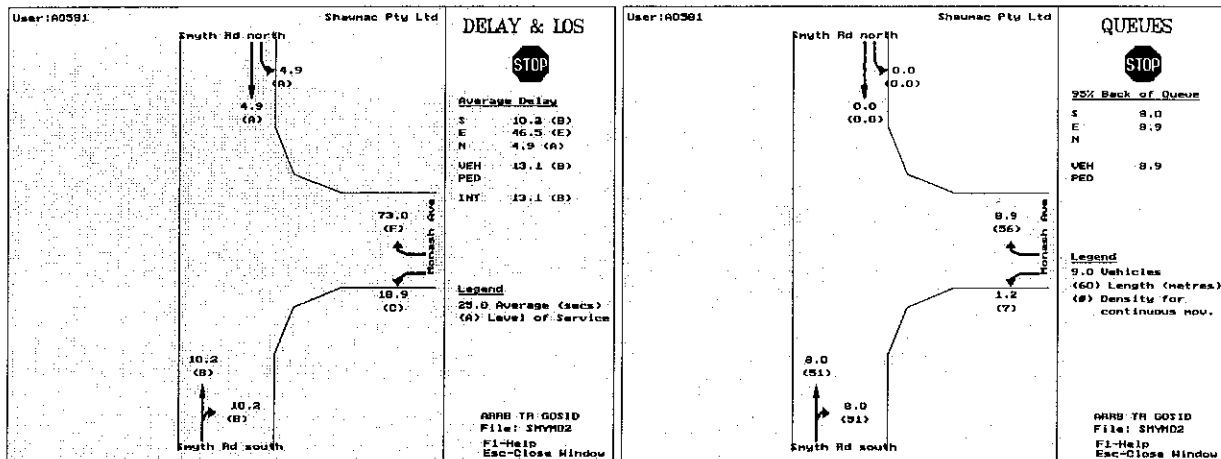 User:A0581 Shawmac Pty Ltd
Smyth Rd north
4.9
(A)
4.9
(A)
73.0
(F)
Monash Ave
18.9
(C)
10.2
(B)
10.2
(B)
Smyth Rd south
DELAY & LOS
STOP
Average Delay
S 10.2 (B)
E 46.5 (E)
N 4.9 (A)
VEH 13.1 (B)
PED
INT 13.1 (B)
Legend
25.0 Average (secs)
(A) Level of Service
ARRB TR GOSID
File: SMYMO2
F1-Help
Esc-Close Window
User:A0581 Shawmac Pty Ltd
Smyth Rd north
0.0
(0.0)
0.0
(0.0)
8.9
(56)
Monash Ave
1.2
(7)
8.0
(51)
8.0
(51)
Smyth Rd south
QUEUES
STOP
95% Back of Queue
S 8.0
E 8.9
N
VEH 8.9
PED
Legend
9.0 Vehicles
(60) Length (metres)
(#) Density for
continuous mov.
ARRB TR GOSID
File: SMYMO2
F1-Help
Esc-Close Window